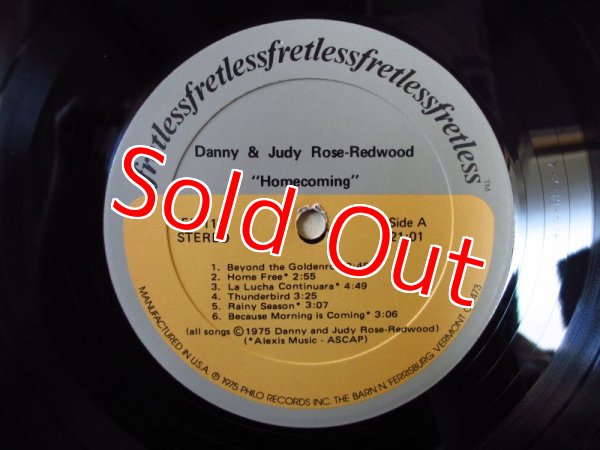 fretlessfretlessfretlessfretlessfretless™
Danny & Judy Rose-Redwood
"Homecoming"
Side A
STEREO 21:01
1. Beyond the
2. Home Free* 2:55
3. La Lucha Continuara* 4:49
4. Thunderbird 3:25
5. Rainy Season* 3:07
6. Because Morning is Coming* 3:06
(all songs © 1975 Danny and Judy Rose-Redwood)
(*Alexis Music - ASCAP)
MANUFACTURED IN U.S.A. ℗ 1975 PHILO RECORDS INC. THE BARN N. FERRISBURG, VERMONT
Sold Out